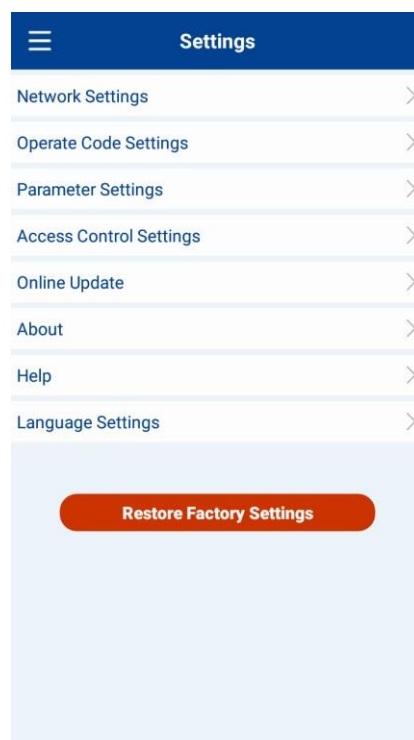 Settings
Network Settings
Operate Code Settings
Parameter Settings
Access Control Settings
Online Update
About
Help
Language Settings
Restore Factory Settings